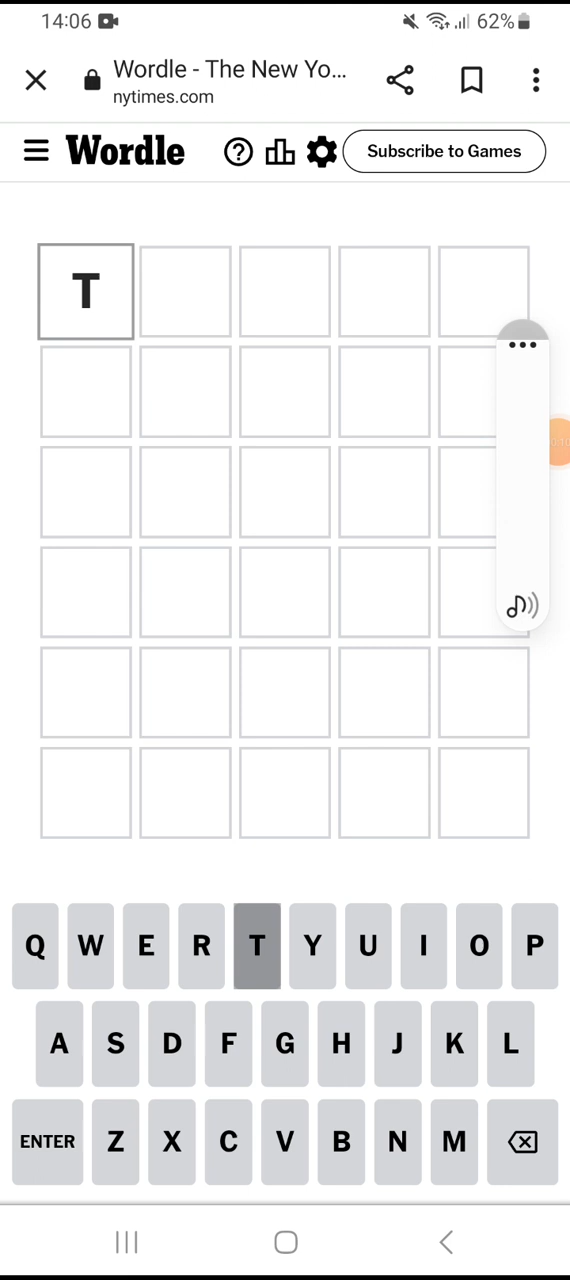 14:06 62%
Wordle - The New Yo...
nytimes.com
Wordle ? Subscribe to Games
T
Q W E R T Y U I O P
A S D F G H J K L
ENTER Z X C V B N M